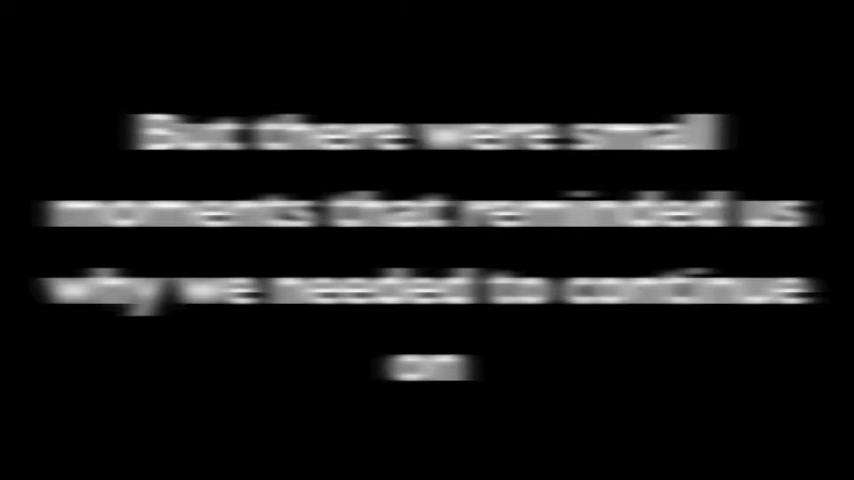 But there were small
moments that reminded us
why we needed to continue
on